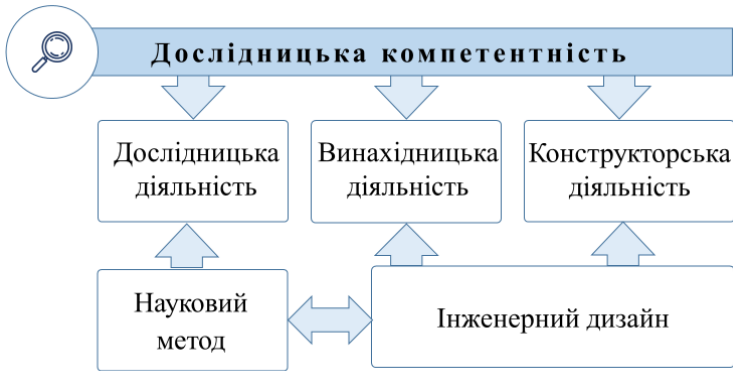 Дослідницька компетентність
Дослідницька
діяльність
Винахідницька
діяльність
Конструкторська
діяльність
Науковий
метод
Інженерний дизайн